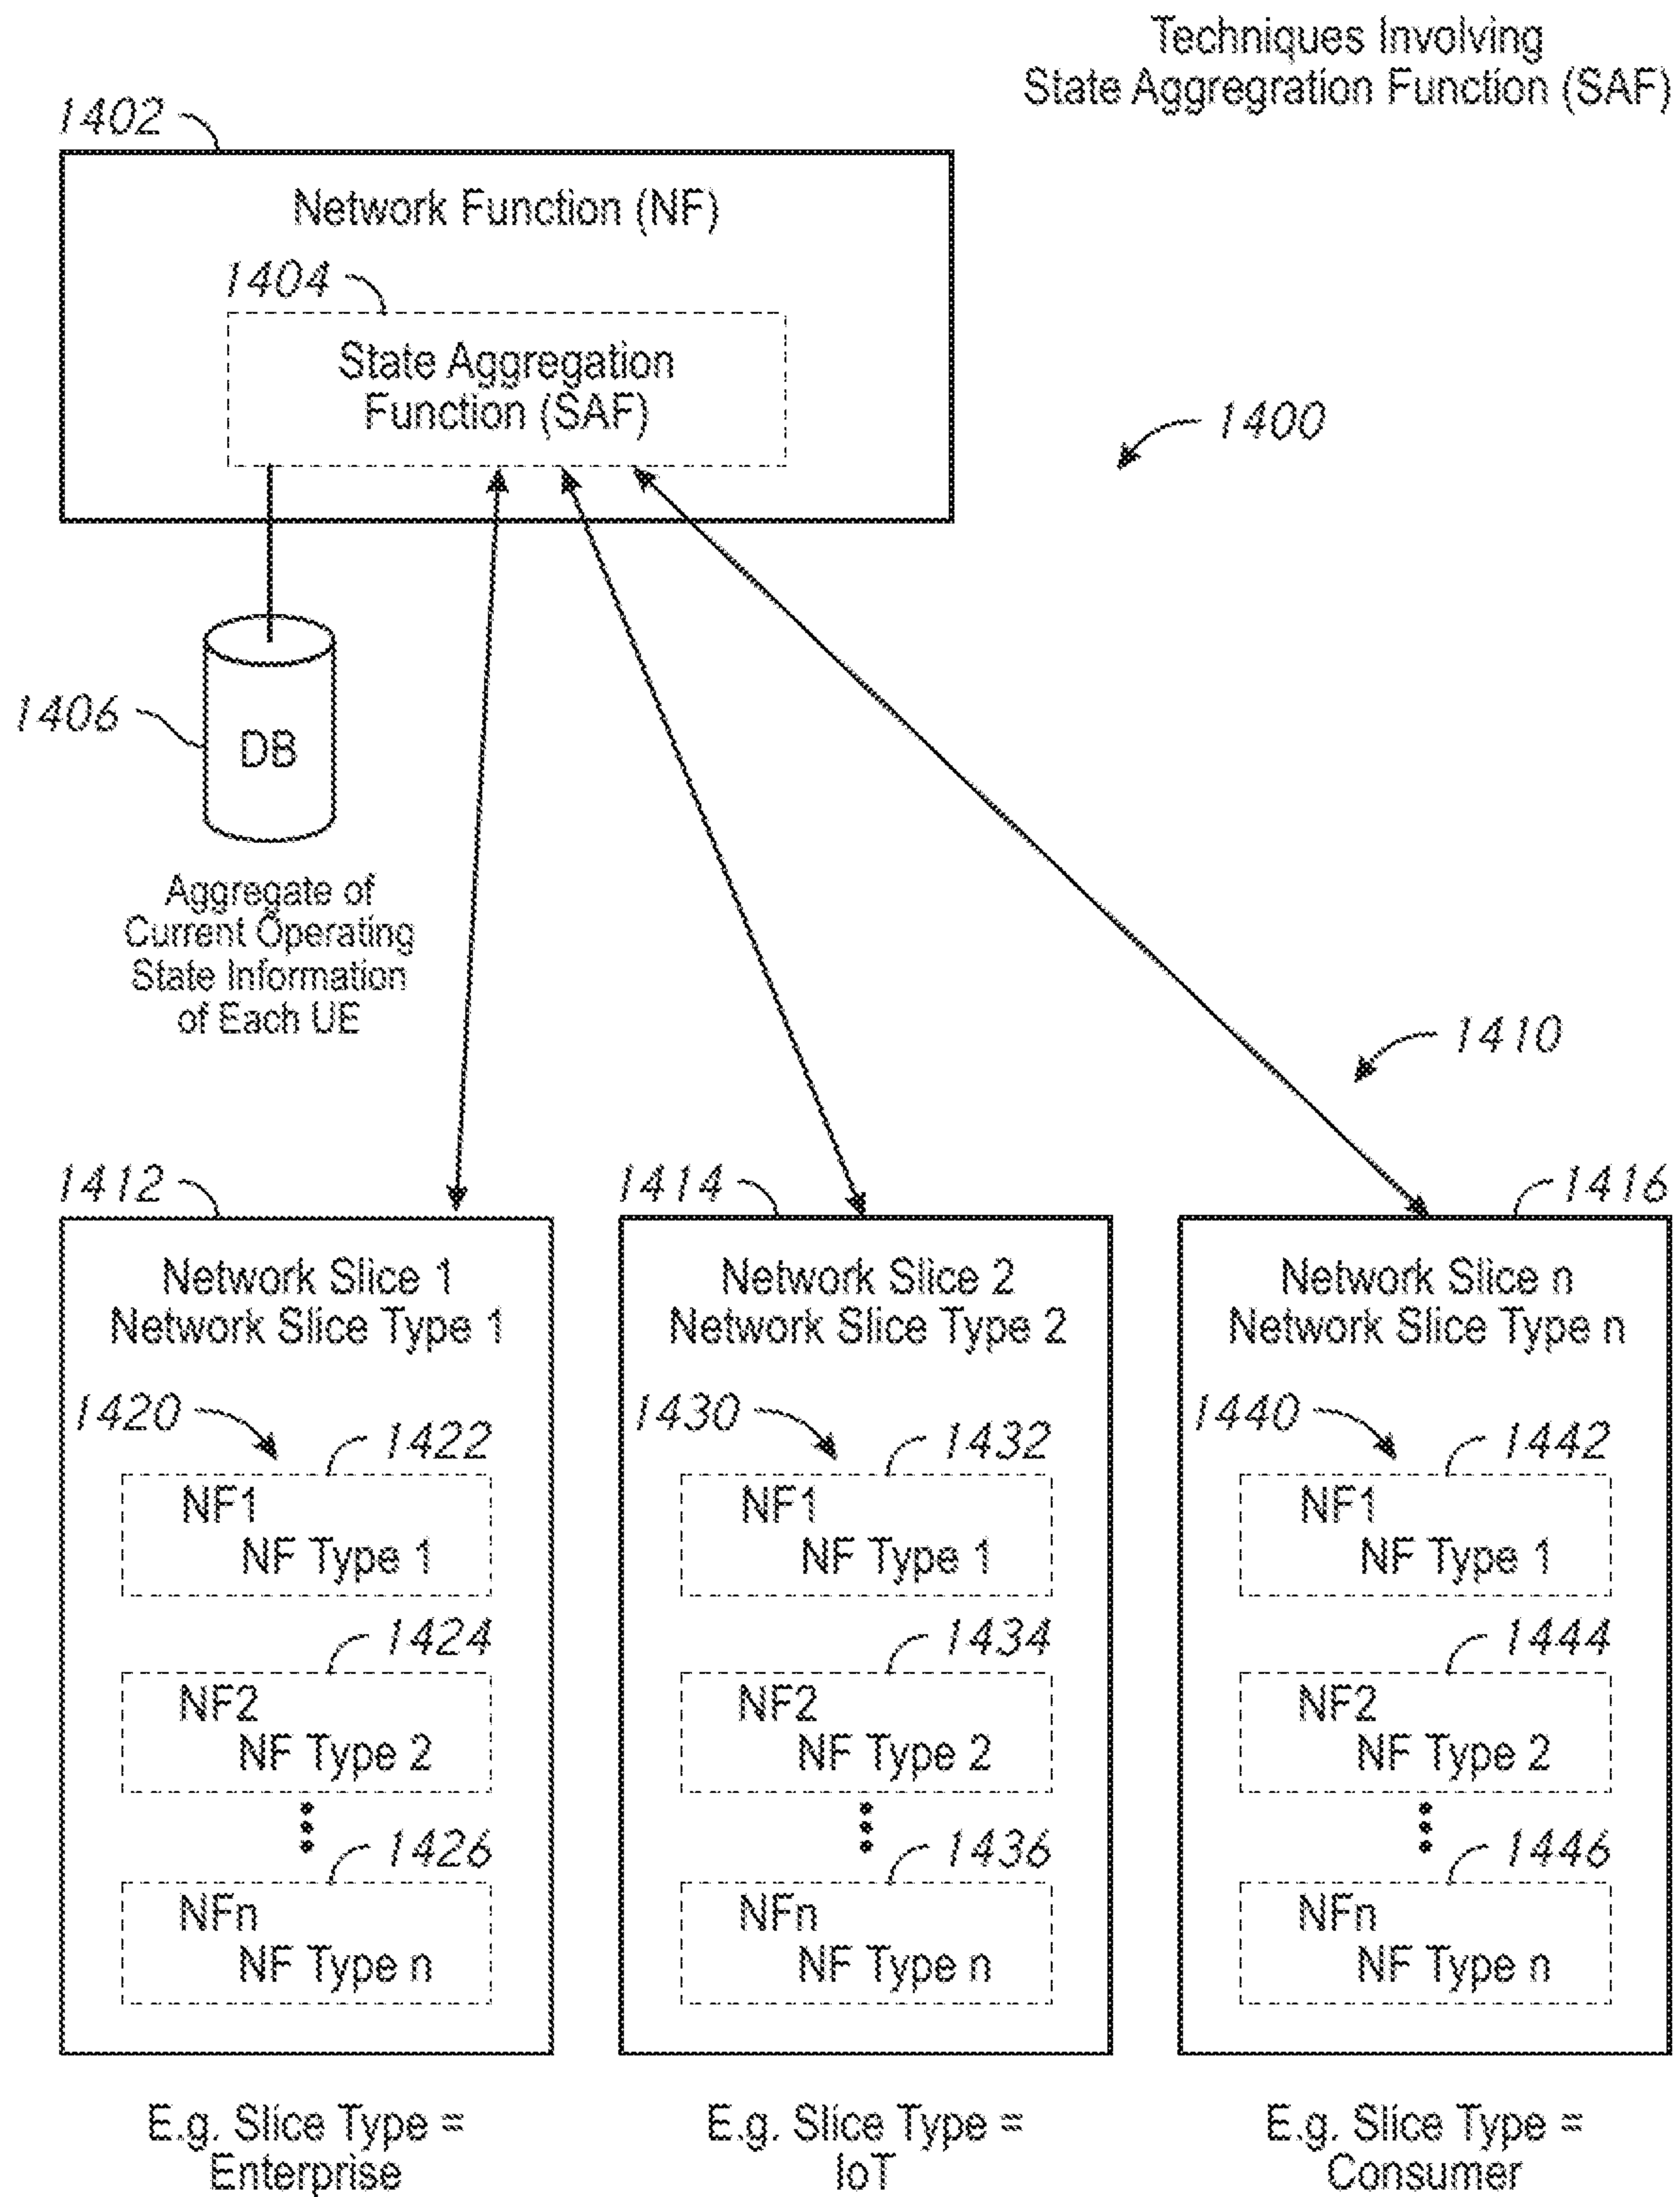 Techniques Involving
State Aggregration Function (SAF)
1402
Network Function (NF)
1404
State Aggregation
Function (SAF)
1400
1406
DB
Aggregate of
Current Operating
State Information
of Each UE
1410
1412
1414
1416
Network Slice 1
Network Slice Type 1
Network Slice 2
Network Slice Type 2
Network Slice n
Network Slice Type n
1420
1422
NF1
NF Type 1
1424
NF2
NF Type 2
1426
NFn
NF Type n
1430
1432
NF1
NF Type 1
1434
NF2
NF Type 2
1436
NFn
NF Type n
1440
1442
NF1
NF Type 1
1444
NF2
NF Type 2
1446
NFn
NF Type n
E.g. Slice Type =
Enterprise
E.g. Slice Type =
IoT
E.g. Slice Type =
Consumer